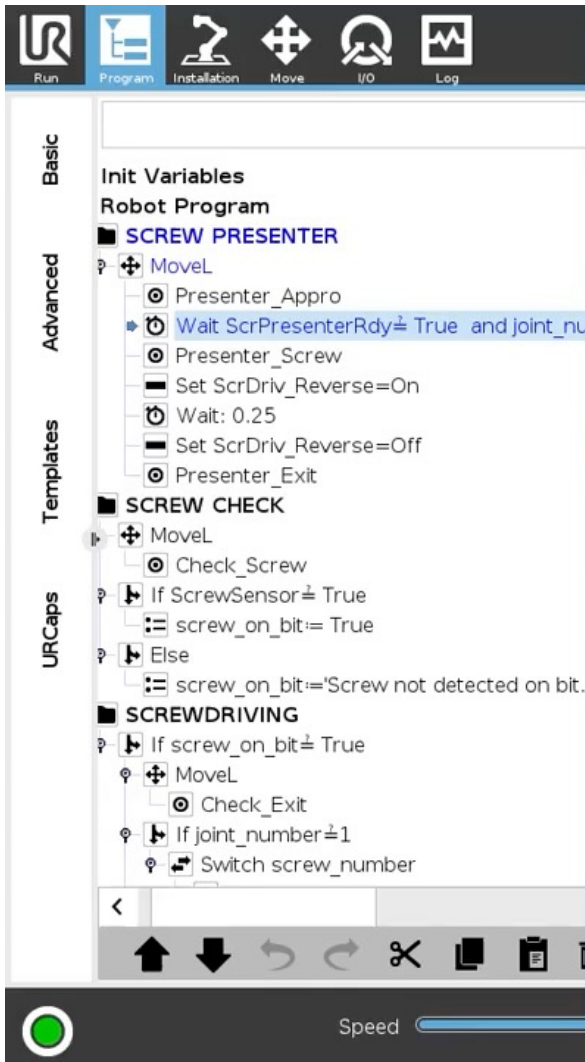 UR
Run Program Installation Move I/O Log
Basic
Advanced
Templates
URCaps
Init Variables
Robot Program
SCREW PRESENTER
MoveL
Presenter_Appro
Wait ScrPresenterRdy≟ True and joint_nu
Presenter_Screw
Set ScrDriv_Reverse=On
Wait: 0.25
Set ScrDriv_Reverse=Off
Presenter_Exit
SCREW CHECK
MoveL
Check_Screw
If ScrewSensor≟ True
screw_on_bit≔ True
Else
screw_on_bit≔'Screw not detected on bit.
SCREWDRIVING
If screw_on_bit≟ True
MoveL
Check_Exit
If joint_number≟1
Switch screw_number
Speed